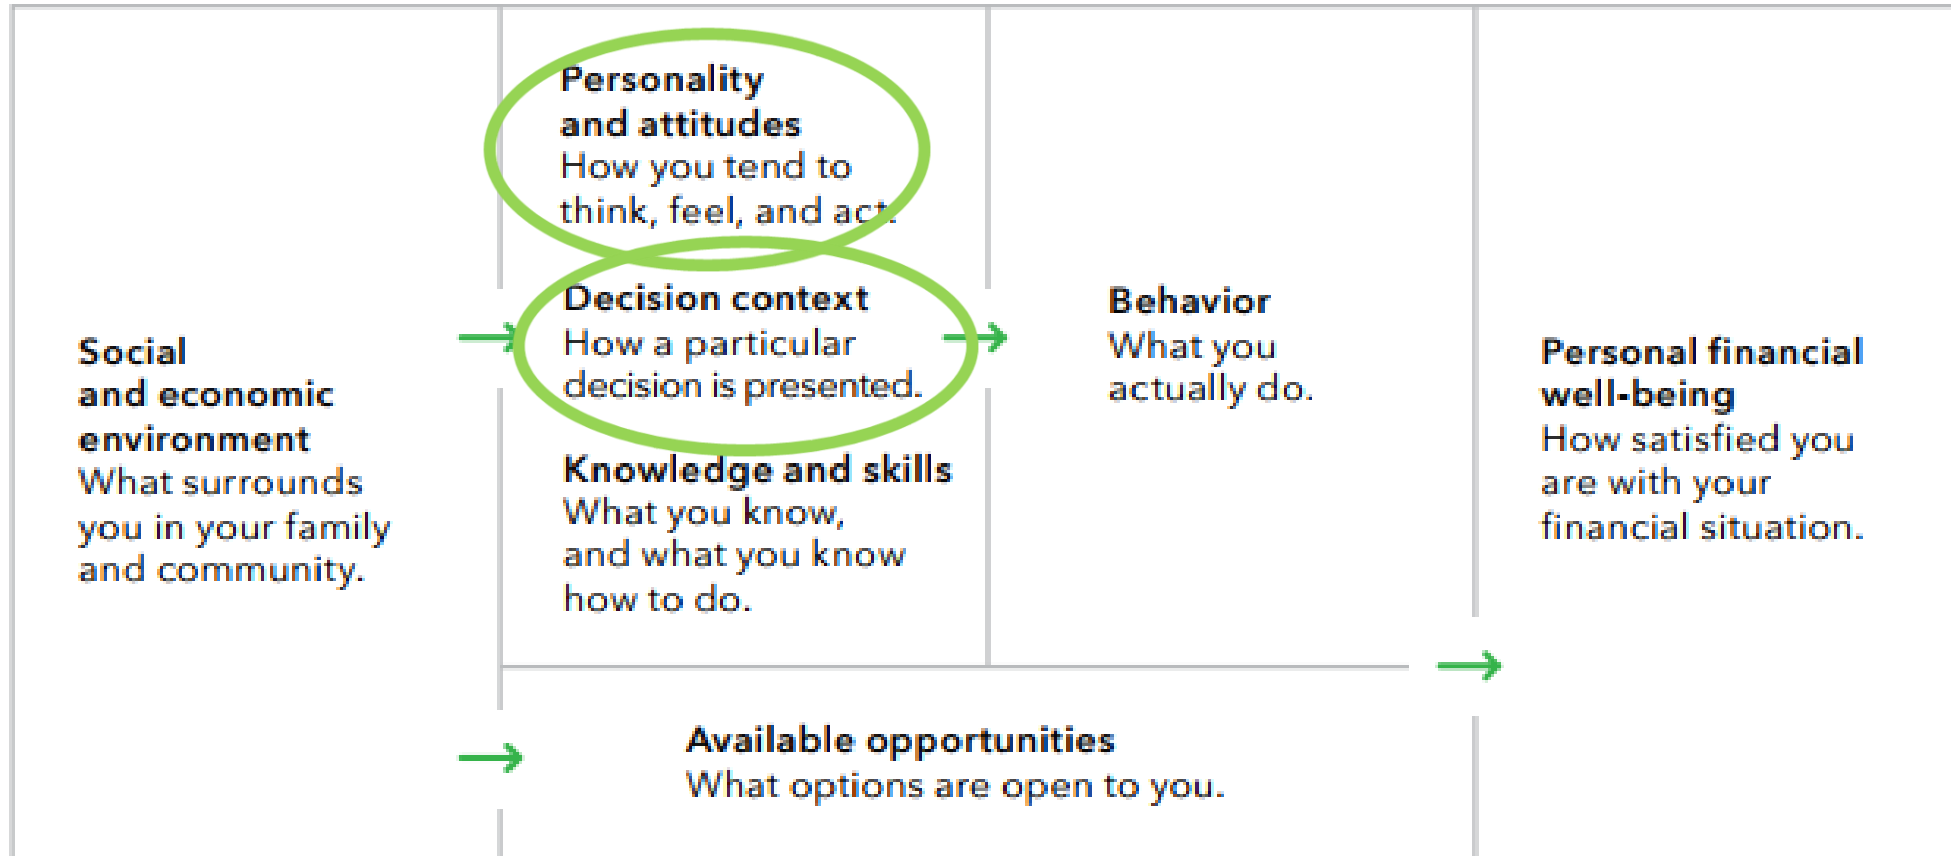 Social
and economic
environment
What surrounds
you in your family
and community.
Personality
and attitudes
How you tend to
think, feel, and act.
Decision context
How a particular
decision is presented.
Knowledge and skills
What you know,
and what you know
how to do.
Behavior
What you
actually do.
Available opportunities
What options are open to you.
Personal financial
well-being
How satisfied you
are with your
financial situation.